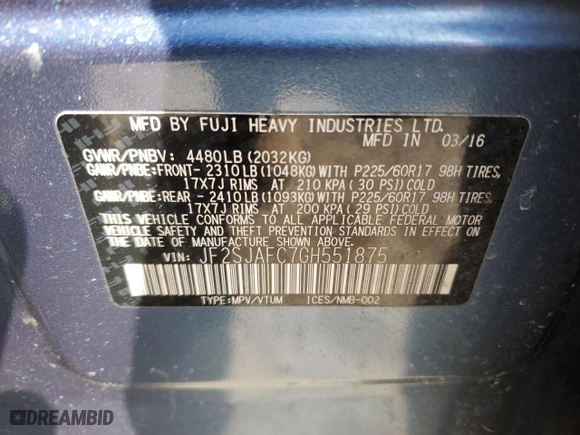 MFD BY FUJI HEAVY INDUSTRIES LTD.
MFD IN 03/16
GVWR/PNBV: 4480LB (2032KG)
GAWR/PNBE:FRONT- 2310LB (1048KG) WITH P225/60R17 98H TIRES,
17X7J RIMS AT 210 KPA (30 PSI) COLD
GAWR/PNBE:REAR - 2410LB (1093KG) WITH P225/60R17 98H TIRES,
17X7J RIMS AT 200 KPA (29 PSI) COLD
THIS VEHICLE CONFORMS TO ALL APPLICABLE FEDERAL MOTOR
VEHICLE SAFETY AND THEFT PREVENTION STANDARDS IN EFFECT ON
THE DATE OF MANUFACTURE SHOWN ABOVE.
VIN: JF2SJAFC7GH551875
TYPE:MPV/VTUM ICES/NMB-002
DREAMBID